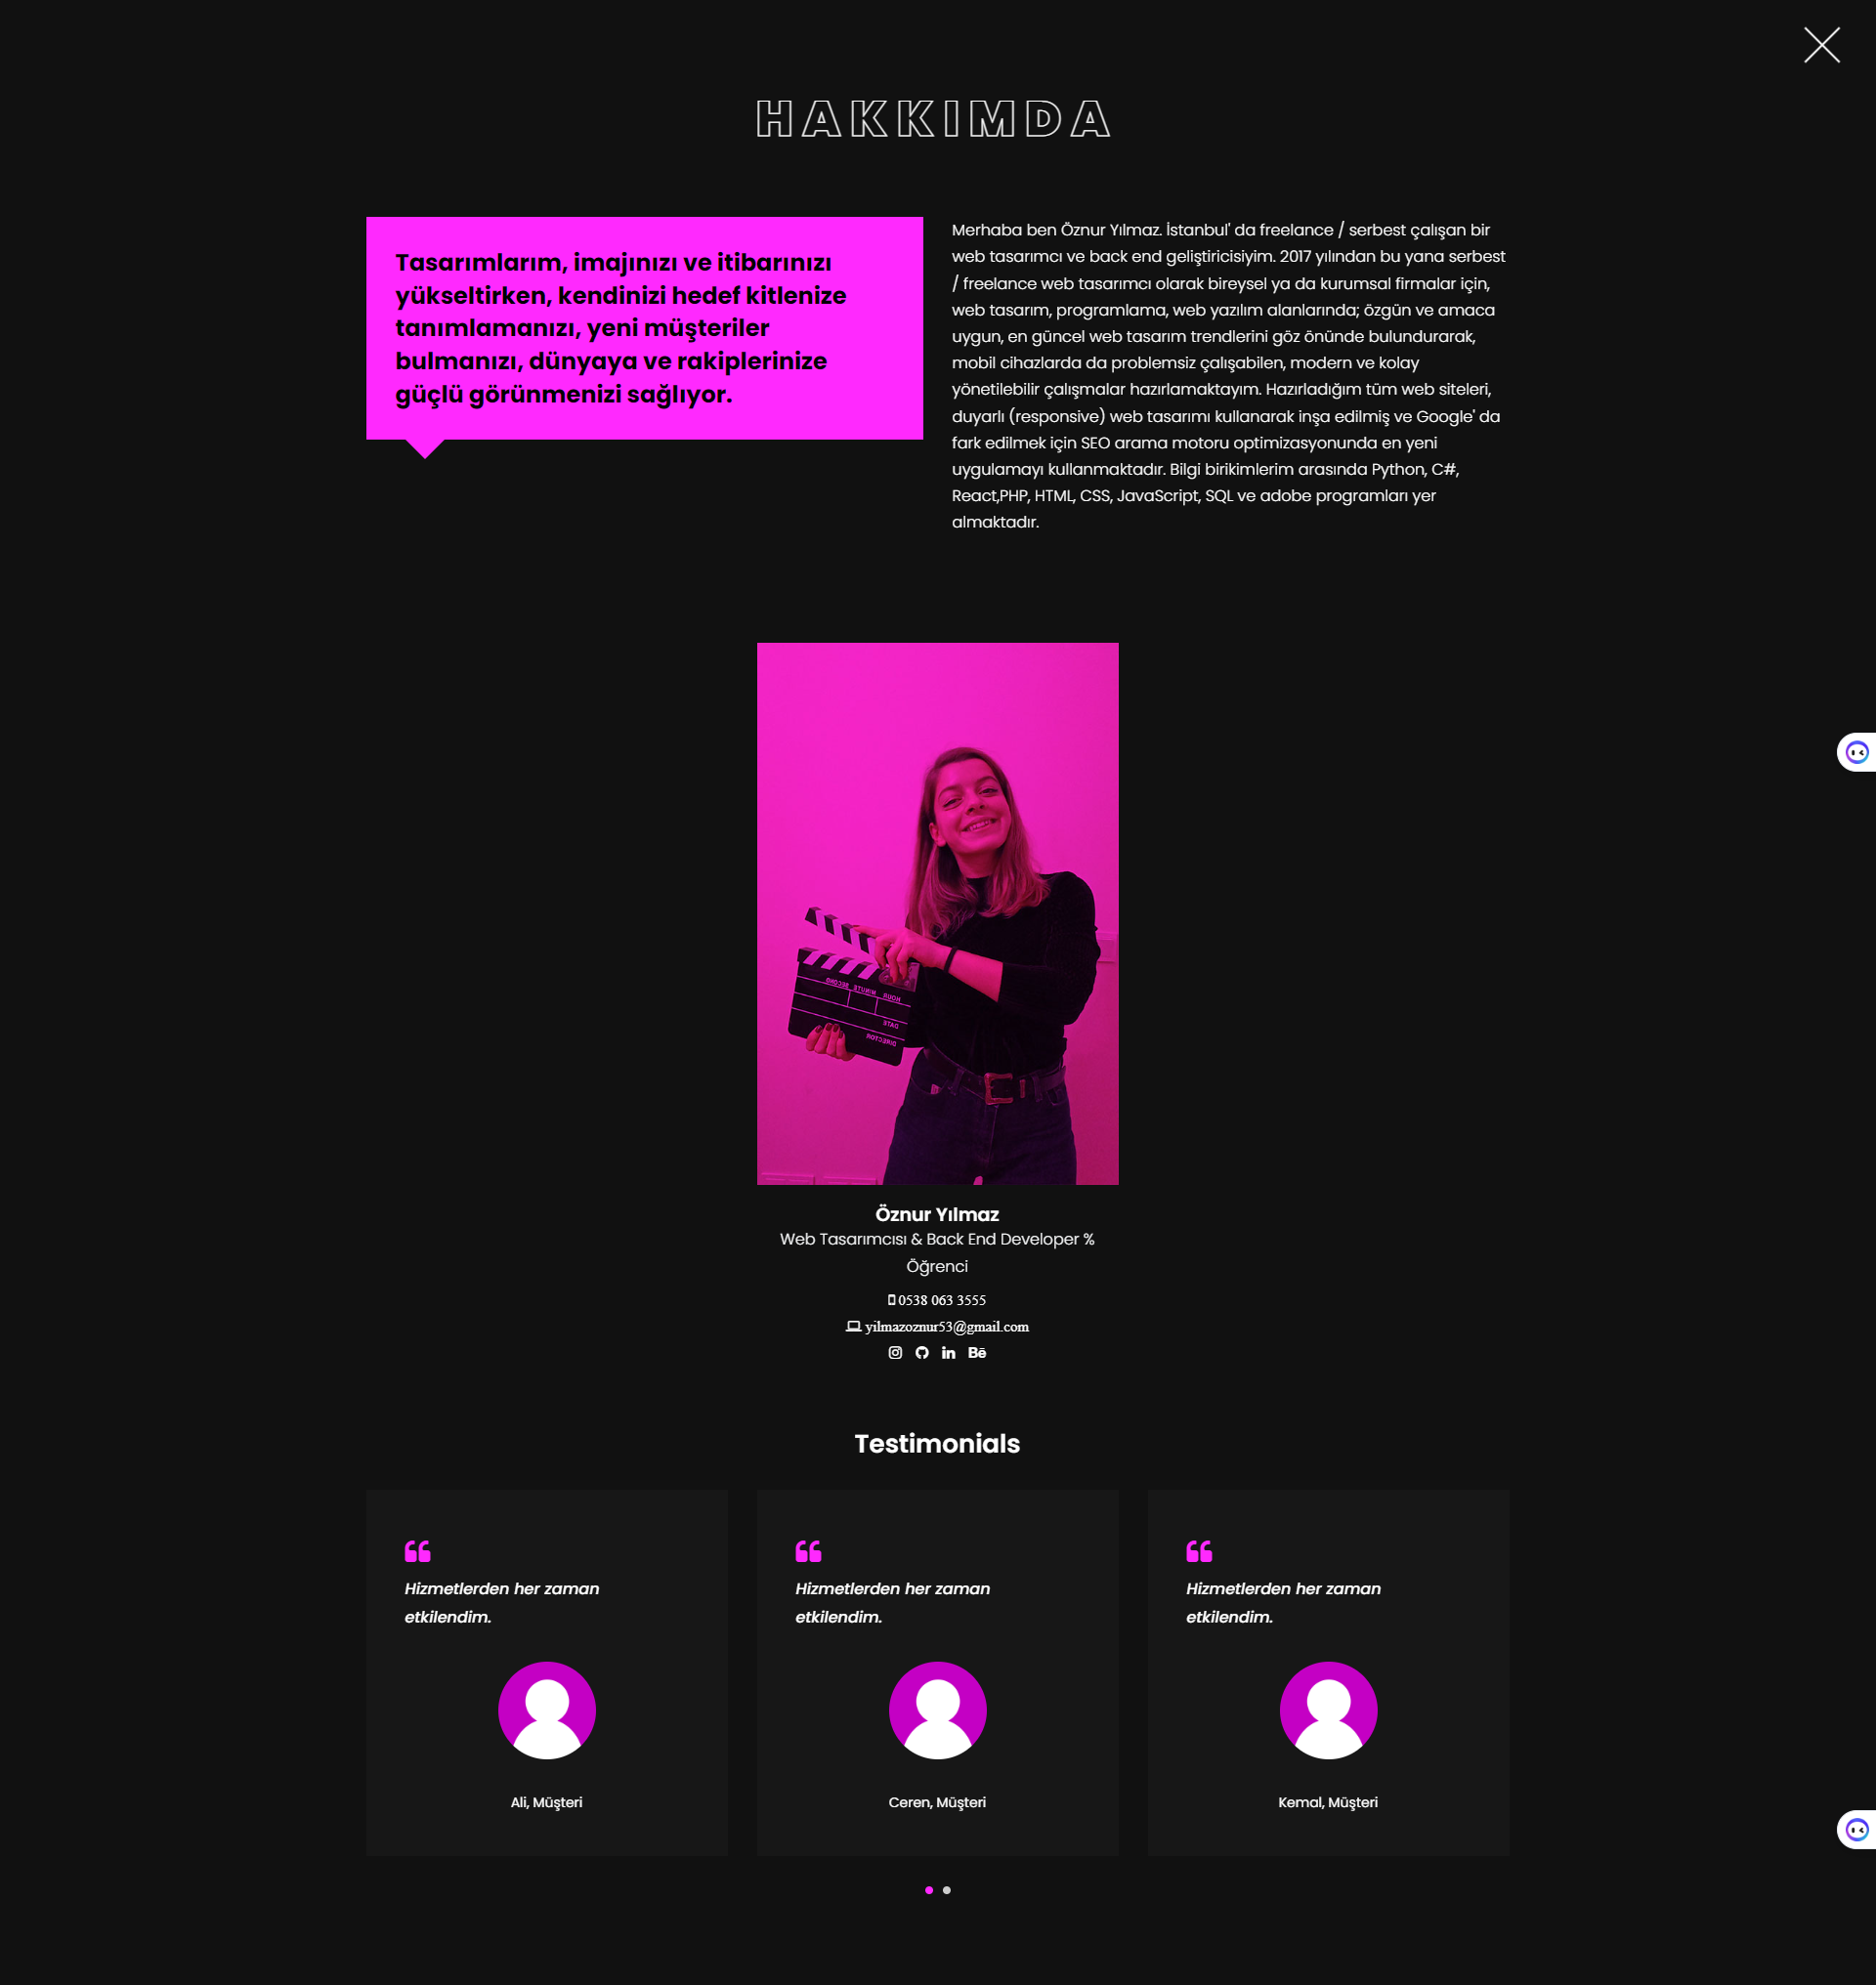 HAKKIMDA
Tasarımlarım, imajınızı ve itibarınızı
yükseltirken, kendinizi hedef kitlenize
tanımlamanızı, yeni müşteriler
bulmanızı, dünyaya ve rakiplerinize
güçlü görünmenizi sağlıyor.
Merhaba ben Öznur Yılmaz. İstanbul' da freelance / serbest çalışan bir
web tasarımcı ve back end geliştiricisiyim. 2017 yılından bu yana serbest
/ freelance web tasarımcı olarak bireysel ya da kurumsal firmalar için,
web tasarım, programlama, web yazılım alanlarında; özgün ve amaca
uygun, en güncel web tasarım trendlerini göz önünde bulundurarak,
mobil cihazlarda da problemsiz çalışabilen, modern ve kolay
yönetilebilir çalışmalar hazırlamaktayım. Hazırladığım tüm web siteleri,
duyarlı (responsive) web tasarımı kullanarak inşa edilmiş ve Google' da
fark edilmek için SEO arama motoru optimizasyonunda en yeni
uygulamayı kullanmaktadır. Bilgi birikimlerim arasında Python, C#,
React,PHP, HTML, CSS, JavaScript, SQL ve adobe programları yer
almaktadır.
HOUR MINUTE SECOND
DATE
DIRECTOR
Öznur Yılmaz
Web Tasarımcısı & Back End Developer %
Öğrenci
0538 063 3555
yilmazoznur53@gmail.com
Testimonials
Hizmetlerden her zaman
etkilendim.
Ali, Müşteri
Hizmetlerden her zaman
etkilendim.
Ceren, Müşteri
Hizmetlerden her zaman
etkilendim.
Kemal, Müşteri